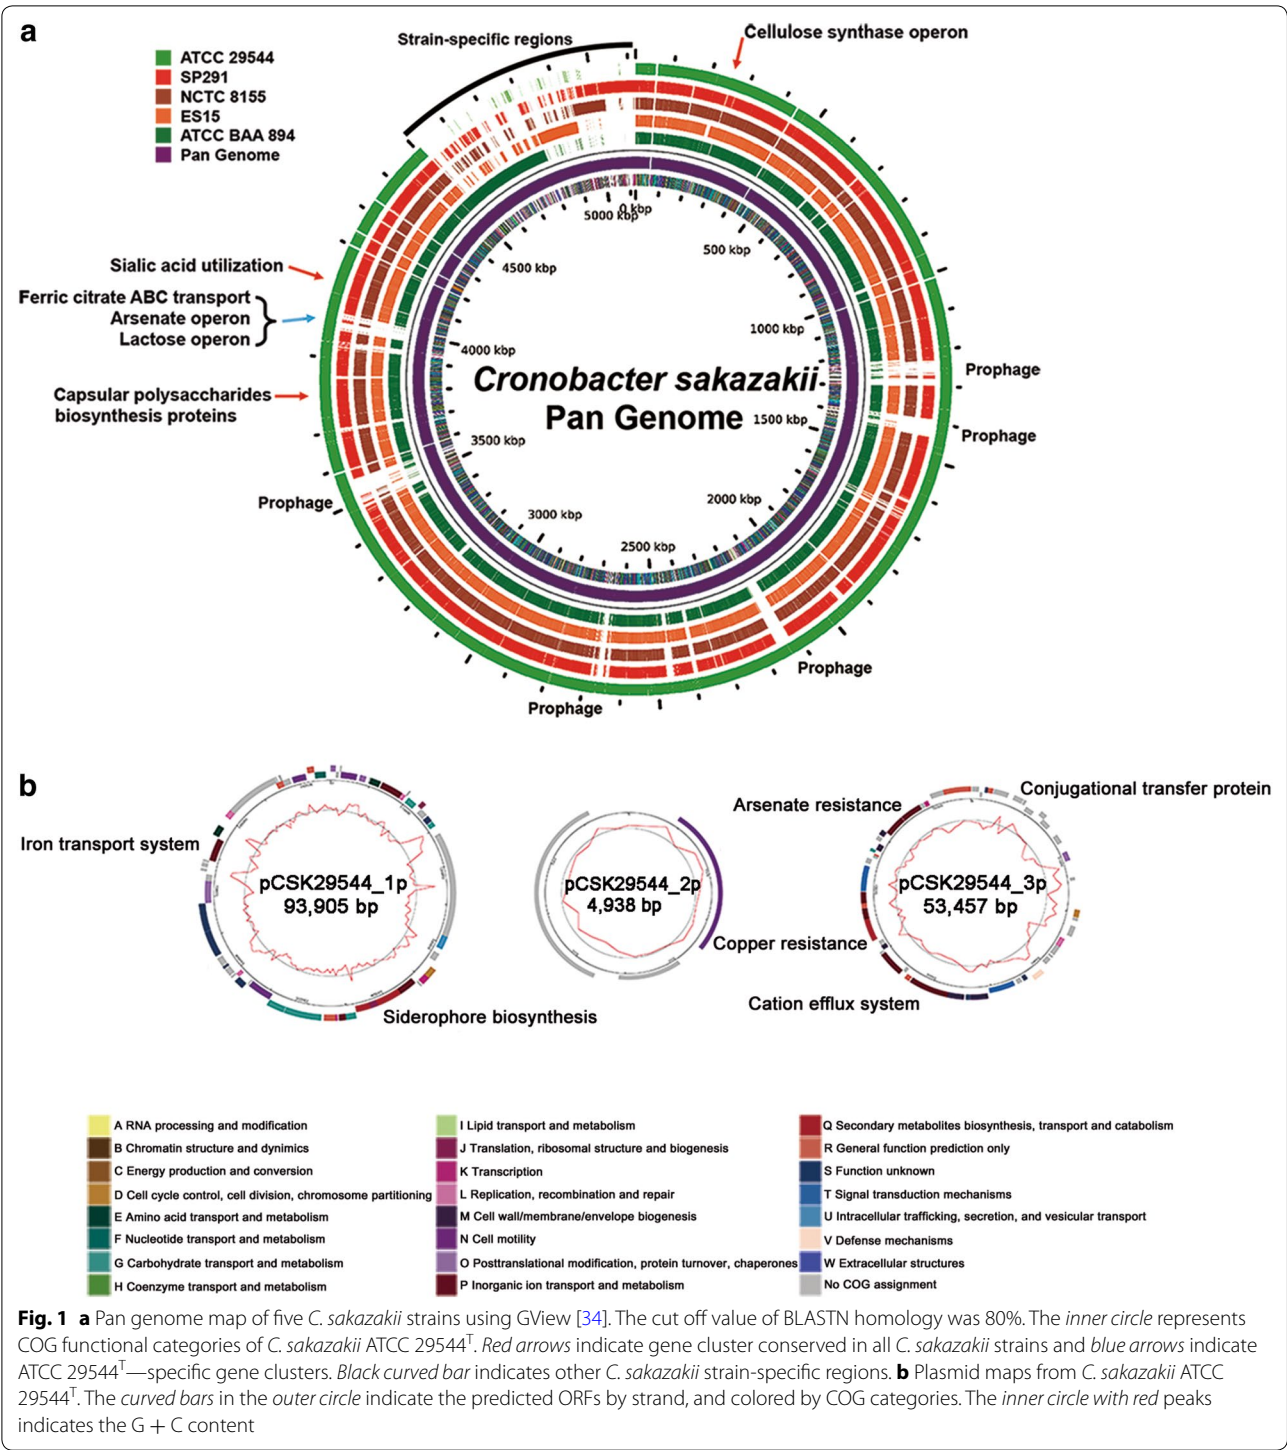 a
ATCC 29544
SP291
NCTC 8155
ES15
ATCC BAA 894
Pan Genome
Strain-specific regions
Cellulose synthase operon
Sialic acid utilization
Ferric citrate ABC transport
Arsenate operon
Lactose operon
Capsular polysaccharides
biosynthesis proteins
Prophage
Prophage
Prophage
Prophage
Prophage
0 kbp
500 kbp
1000 kbp
1500 kbp
2000 kbp
2500 kbp
3000 kbp
3500 kbp
4000 kbp
4500 kbp
5000 kbp
Cronobacter sakazakii
Pan Genome
b
Iron transport system
pCSK29544_1p
93,905 bp
Siderophore biosynthesis
pCSK29544_2p
4,938 bp
Arsenate resistance
Conjugational transfer protein
pCSK29544_3p
53,457 bp
Copper resistance
Cation efflux system
A RNA processing and modification
B Chromatin structure and dynimics
C Energy production and conversion
D Cell cycle control, cell division, chromosome partitioning
E Amino acid transport and metabolism
F Nucleotide transport and metabolism
G Carbohydrate transport and metabolism
H Coenzyme transport and metabolism
I Lipid transport and metabolism
J Translation, ribosomal structure and biogenesis
K Transcription
L Replication, recombination and repair
M Cell wall/membrane/envelope biogenesis
N Cell motility
O Posttranslational modification, protein turnover, chaperones
P Inorganic ion transport and metabolism
Q Secondary metabolites biosynthesis, transport and catabolism
R General function prediction only
S Function unknown
T Signal transduction mechanisms
U Intracellular trafficking, secretion, and vesicular transport
V Defense mechanisms
W Extracellular structures
No COG assignment
Fig. 1 a Pan genome map of five C. sakazakii strains using GView [34]. The cut off value of BLASTN homology was 80%. The inner circle represents
COG functional categories of C. sakazakii ATCC 29544T. Red arrows indicate gene cluster conserved in all C. sakazakii strains and blue arrows indicate
ATCC 29544T—specific gene clusters. Black curved bar indicates other C. sakazakii strain-specific regions. b Plasmid maps from C. sakazakii ATCC
29544T. The curved bars in the outer circle indicate the predicted ORFs by strand, and colored by COG categories. The inner circle with red peaks
indicates the G + C content